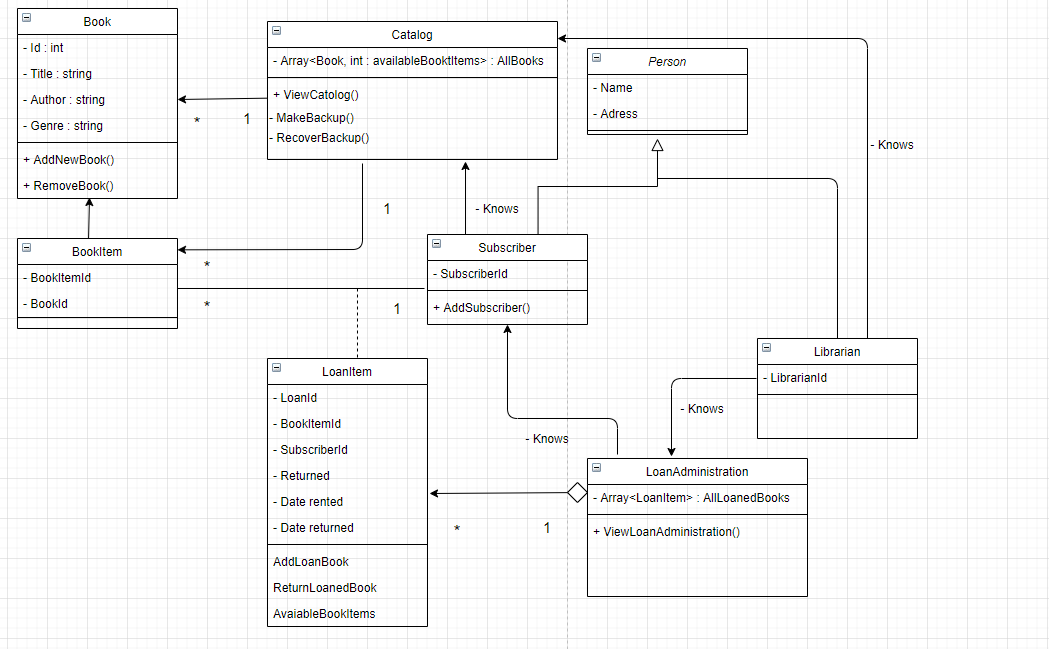 Book
- Id : int
- Title : string
- Author : string
- Genre : string
+ AddNewBook()
+ RemoveBook()
Catalog
- Array<Book, int : availableBooktItems> : AllBooks
+ ViewCatolog()
- MakeBackup()
- RecoverBackup()
Person
- Name
- Adress
- Knows
*
1
1
- Knows
BookItem
- BookItemId
- BookId
*
*
1
Subscriber
- SubscriberId
+ AddSubscriber()
Librarian
- LibrarianId
LoanItem
- LoanId
- BookItemId
- SubscriberId
- Returned
- Date rented
- Date returned
AddLoanBook
ReturnLoanedBook
AvaiableBookItems
- Knows
- Knows
*
1
LoanAdministration
- Array<LoanItem> : AllLoanedBooks
+ ViewLoanAdministration()